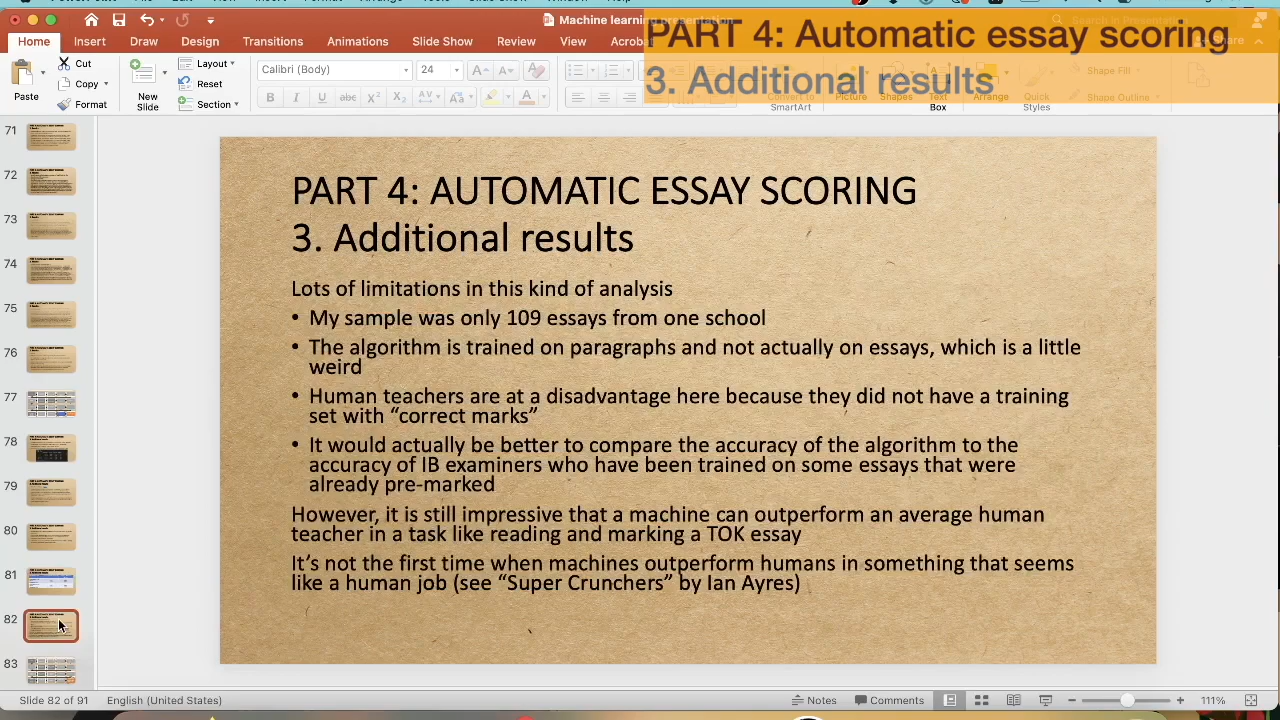 Machine learning presentation
Search in Presentation
Home Insert Draw Design Transitions Animations Slide Show Review View Acrobat
Share
PART 4: Automatic essay scoring
3. Additional results
Paste
Cut
Copy
Format
New
Slide
Layout
Reset
Section
Calibri (Body) 24
Convert to
SmartArt
Picture
Shapes
Text
Box
Arrange
Quick
Styles
Shape Fill
Shape Outline
71
72
73
74
75
76
77
78
79
80
81
82
83
PART 4: AUTOMATIC ESSAY SCORING
3. Additional results
Lots of limitations in this kind of analysis
• My sample was only 109 essays from one school
• The algorithm is trained on paragraphs and not actually on essays, which is a little
weird
• Human teachers are at a disadvantage here because they did not have a training
set with “correct marks”
• It would actually be better to compare the accuracy of the algorithm to the
accuracy of IB examiners who have been trained on some essays that were
already pre-marked
However, it is still impressive that a machine can outperform an average human
teacher in a task like reading and marking a TOK essay
It’s not the first time when machines outperform humans in something that seems
like a human job (see “Super Crunchers” by Ian Ayres)
Slide 82 of 91 English (United States) Notes Comments 111%